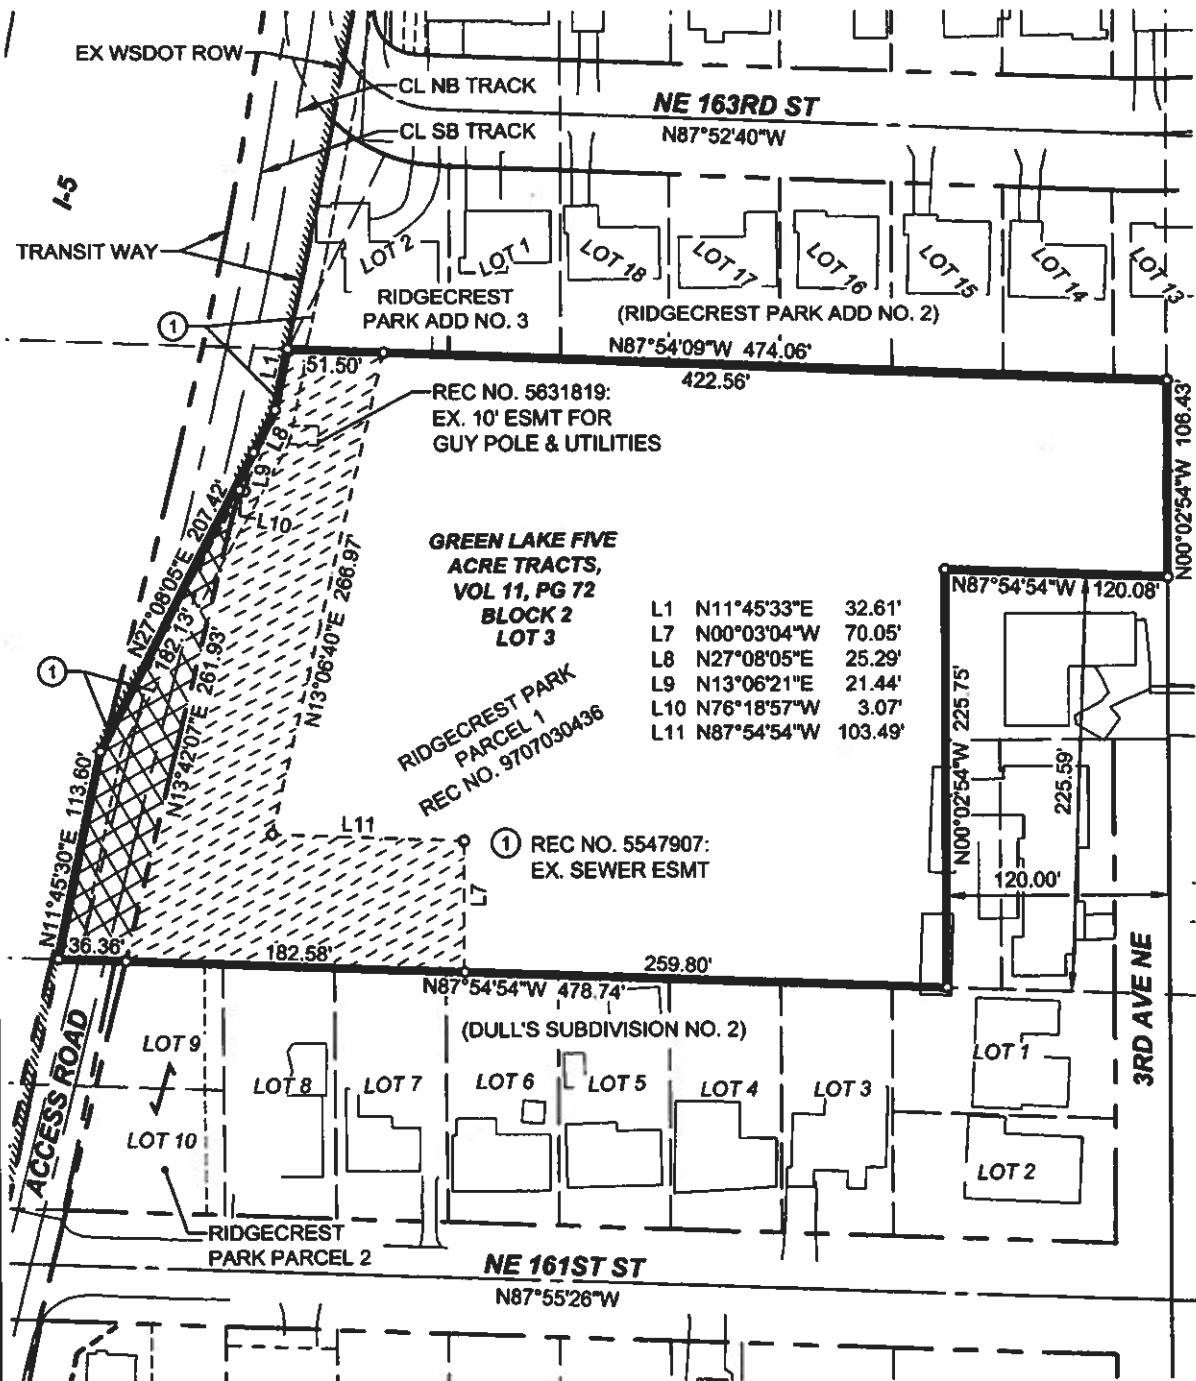 EX WSDOT ROW
CL NB TRACK
CL SB TRACK
NE 163RD ST
N87°52'40"W
I-5
TRANSIT WAY
LOT 2
LOT 1
LOT 18
LOT 17
LOT 16
LOT 15
LOT 14
LOT 13
RIDGECREST
PARK ADD NO. 3
(RIDGECREST PARK ADD NO. 2)
1
N87°54'09"W 474.06'
51.50'
422.56'
L1
REC NO. 5631819:
EX. 10' ESMT FOR
GUY POLE & UTILITIES
N00°02'54"W 106.43'
L8
L9
L10
N27°08'05"E 207.42'
182.13'
N13°42'07"E 261.93'
N13°06'40"E 266.97'
GREEN LAKE FIVE
ACRE TRACTS,
VOL 11, PG 72
BLOCK 2
LOT 3
N87°54'54"W 120.08'
L1 N11°45'33"E 32.61'
L7 N00°03'04"W 70.05'
L8 N27°08'05"E 25.29'
L9 N13°06'21"E 21.44'
L10 N76°18'57"W 3.07'
L11 N87°54'54"W 103.49'
RIDGECREST PARK
PARCEL 1
REC NO. 9707030436
1
N00°02'54"W 225.75'
225.59'
N11°45'30"E 113.60'
L11
1 REC NO. 5547907:
EX. SEWER ESMT
L7
120.00'
36.36'
182.58'
259.80'
N87°54'54"W 478.74'
(DULL'S SUBDIVISION NO. 2)
3RD AVE NE
ACCESS ROAD
LOT 9
LOT 10
LOT 8
LOT 7
LOT 6
LOT 5
LOT 4
LOT 3
LOT 1
LOT 2
RIDGECREST
PARK PARCEL 2
NE 161ST ST
N87°55'26"W